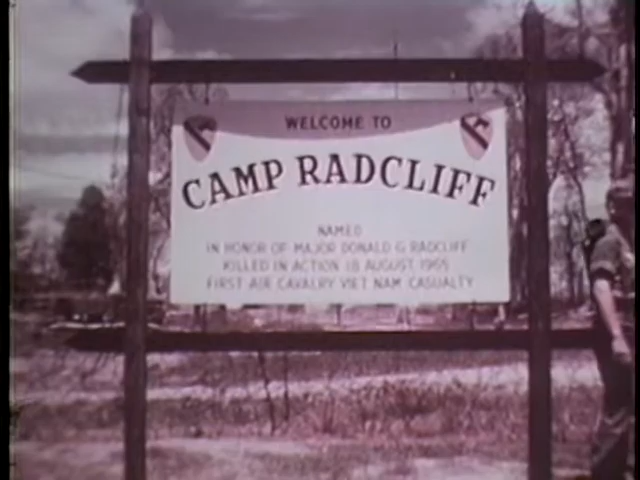 WELCOME TO
CAMP RADCLIFF
NAMED
IN HONOR OF MAJOR DONALD G RADCLIFF
KILLED IN ACTION 18 AUGUST 1965
FIRST AIR CAVALRY VIET NAM CASUALTY